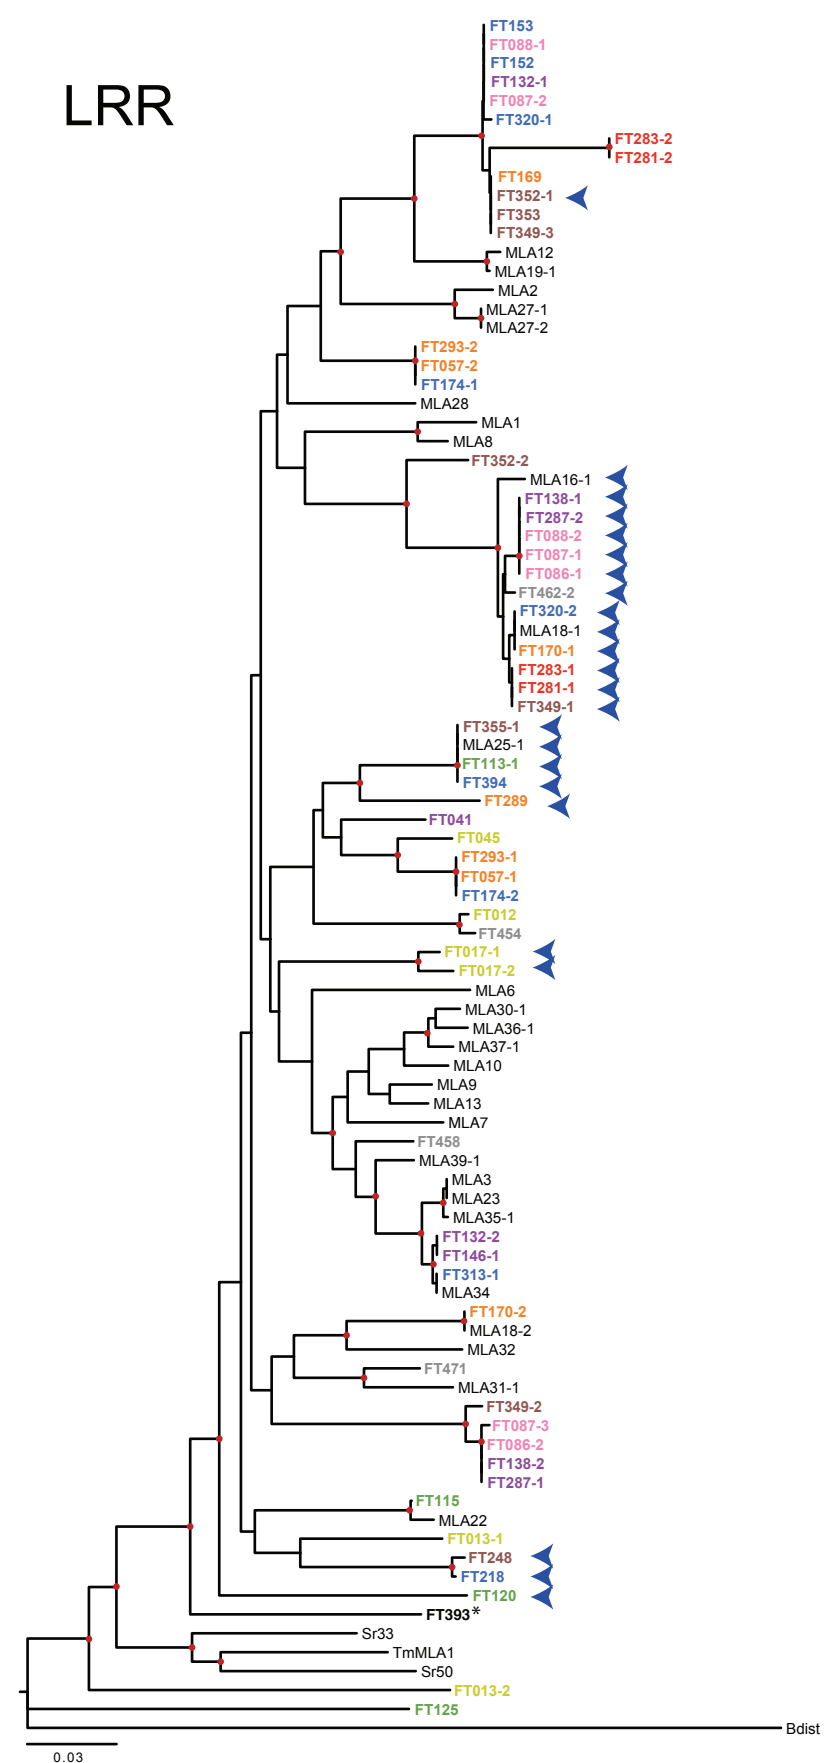 LRR
FT153
FT088-1
FT152
FT132-1
FT087-2
FT320-1
FT283-2
FT281-2
FT169
FT352-1
FT353
FT349-3
MLA12
MLA19-1
MLA2
MLA27-1
MLA27-2
FT293-2
FT057-2
FT174-1
MLA28
MLA1
MLA8
FT352-2
MLA16-1
FT138-1
FT287-2
FT088-2
FT087-1
FT086-1
FT462-2
FT320-2
MLA18-1
FT170-1
FT283-1
FT281-1
FT349-1
FT355-1
MLA25-1
FT113-1
FT394
FT289
FT041
FT045
FT293-1
FT057-1
FT174-2
FT012
FT454
FT017-1
FT017-2
MLA6
MLA30-1
MLA36-1
MLA37-1
MLA10
MLA9
MLA13
MLA7
FT458
MLA39-1
MLA3
MLA23
MLA35-1
FT132-2
FT146-1
FT313-1
MLA34
FT170-2
MLA18-2
MLA32
FT471
MLA31-1
FT349-2
FT087-3
FT086-2
FT138-2
FT287-1
FT115
MLA22
FT013-1
FT248
FT218
FT120
FT393*
Sr33
TmMLA1
Sr50
FT013-2
FT125
Bdist
0.03